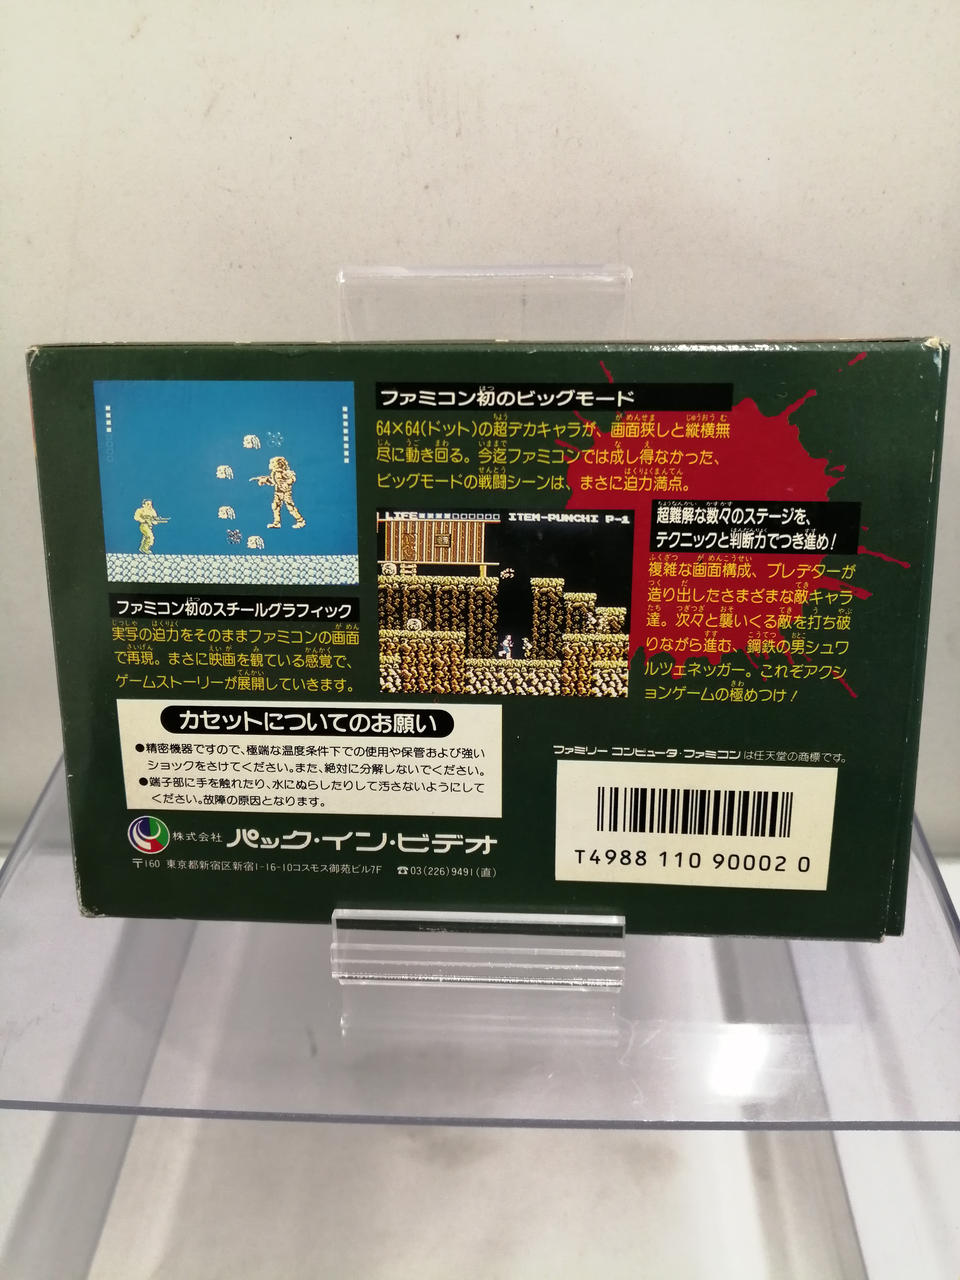 ファミコン初のビッグモード
64×64(ドット)の超デカキャラが、画面狭しと縦横無
尽に動き回る。今迄ファミコンでは成し得なかった、
ビッグモードの戦闘シーンは、まさに迫力満点。
LIFE ITEM-PUNCH! P-1
超難解な数々のステージを、
テクニックと判断力でつき進め!
複雑な画面構成、プレデターが
造り出したさまざまな敵キャラ
達。次々と襲いくる敵を打ち破
りながら進む、鋼鉄の男シュワ
ルツェネッガー。これぞアクシ
ョンゲームの極めつけ!
ファミコン初のスチールグラフィック
実写の迫力をそのままファミコンの画面
で再現。まさに映画を観ている感覚で、
ゲームストーリーが展開していきます。
カセットについてのお願い
●精密機器ですので、極端な温度条件下での使用や保管および強い
ショックをさけてください。また、絶対に分解しないでください。
●端子部に手を触れたり、水にぬらしたりして汚さないようにして
ください。故障の原因となります。
株式会社 パック・イン・ビデオ
〒160 東京都新宿区新宿1-16-10コスモス御苑ビル7F ☎03(226)9491(直)
ファミリーコンピュータ・ファミコンは任天堂の商標です。
T4988 110 90002 0